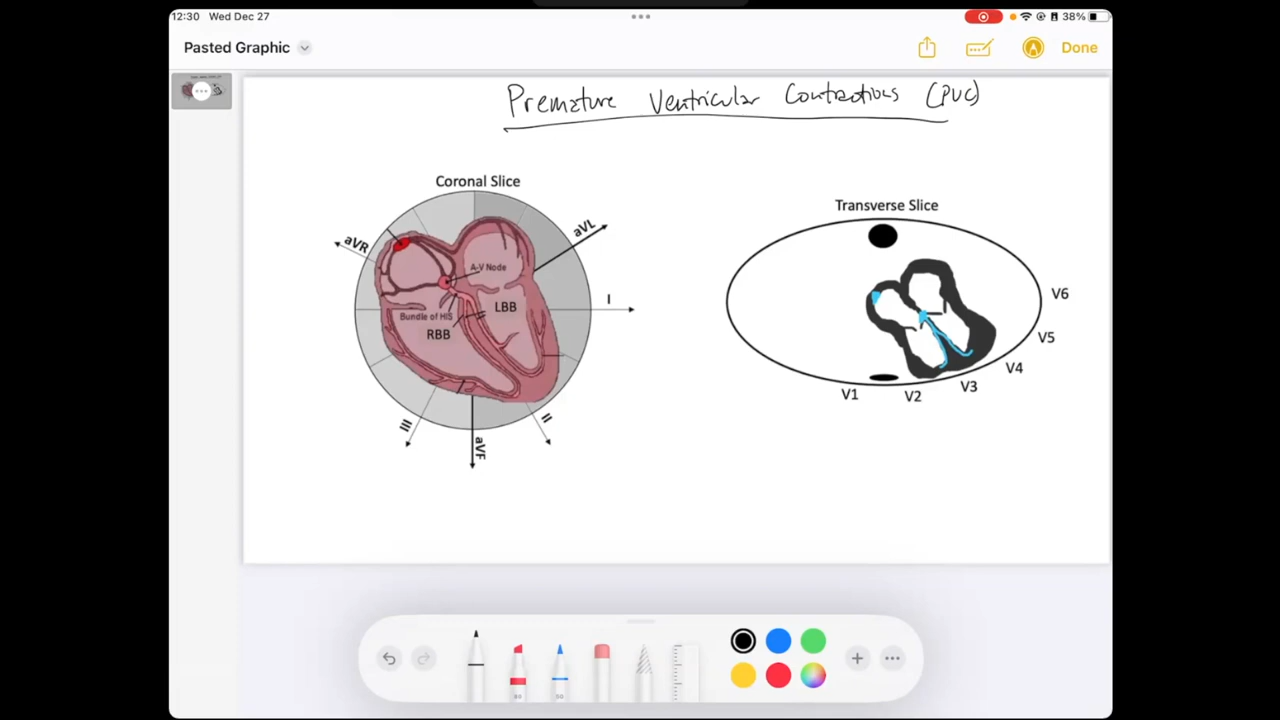 12:30 Wed Dec 27
38%
Pasted Graphic
Done
Premature Ventricular Contractions (PVC)
Coronal Slice
Transverse Slice
aVR
aVL
A-V Node
I
LBB
Bundle of HIS
RBB
III
aVF
II
V6
V5
V4
V3
V2
V1